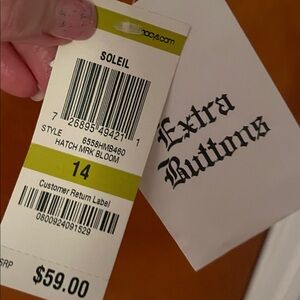 macys.com
SOLEIL
7 26895 49421 1
STYLE 6558HMB460
HATCH MRK BLOOM
14
Customer Return Label
0800924091529
$59.00
Extra
Buttons